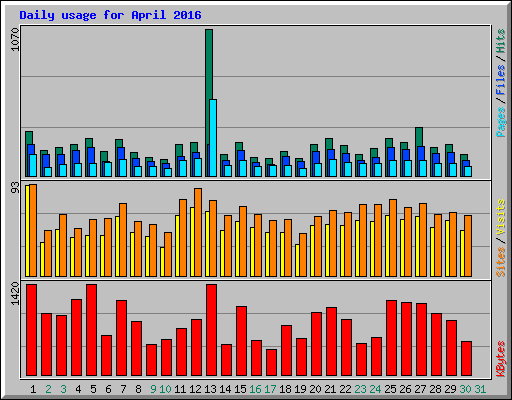 Daily usage for April 2016
1070
Pages / Files / Hits
93
Sites / Visits
1420
KBytes
1 2 3 4 5 6 7 8 9 10 11 12 13 14 15 16 17 18 19 20 21 22 23 24 25 26 27 28 29 30 31